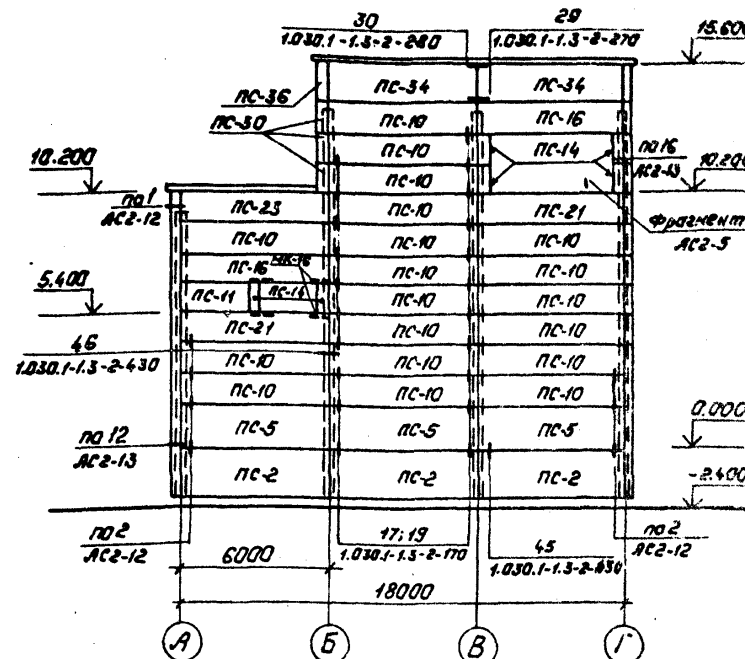 30
1.030.1-1.3-2-280
29
1.030.1-1.3-2-270
15.600
ПС-34
ПС-34
ПС-36
ПС-30
ПС-10
ПС-16
ПС-10
ПС-14
по 16
АС2-13
10.200
ПС-10
10.200
по 1
АС2-12
ПС-23
ПС-10
ПС-21
фрагмент 1
АС2-5
ПС-10
ПС-10
ПС-10
ПС-16
МК-16
ПС-10
ПС-10
5.400
ПС-11
ПС-14
ПС-10
ПС-10
ПС-21
ПС-10
ПС-10
46
1.030.1-1.3-2-430
ПС-10
ПС-10
ПС-10
ПС-10
ПС-10
ПС-10
0.000
по 12
АС2-13
ПС-5
ПС-5
ПС-5
-2.400
ПС-2
ПС-2
ПС-2
по 2
АС2-12
17; 19
1.030.1-1.3-2-170
45
1.030.1-1.3-2-430
по 2
АС2-12
6000
18000
А
Б
В
Г